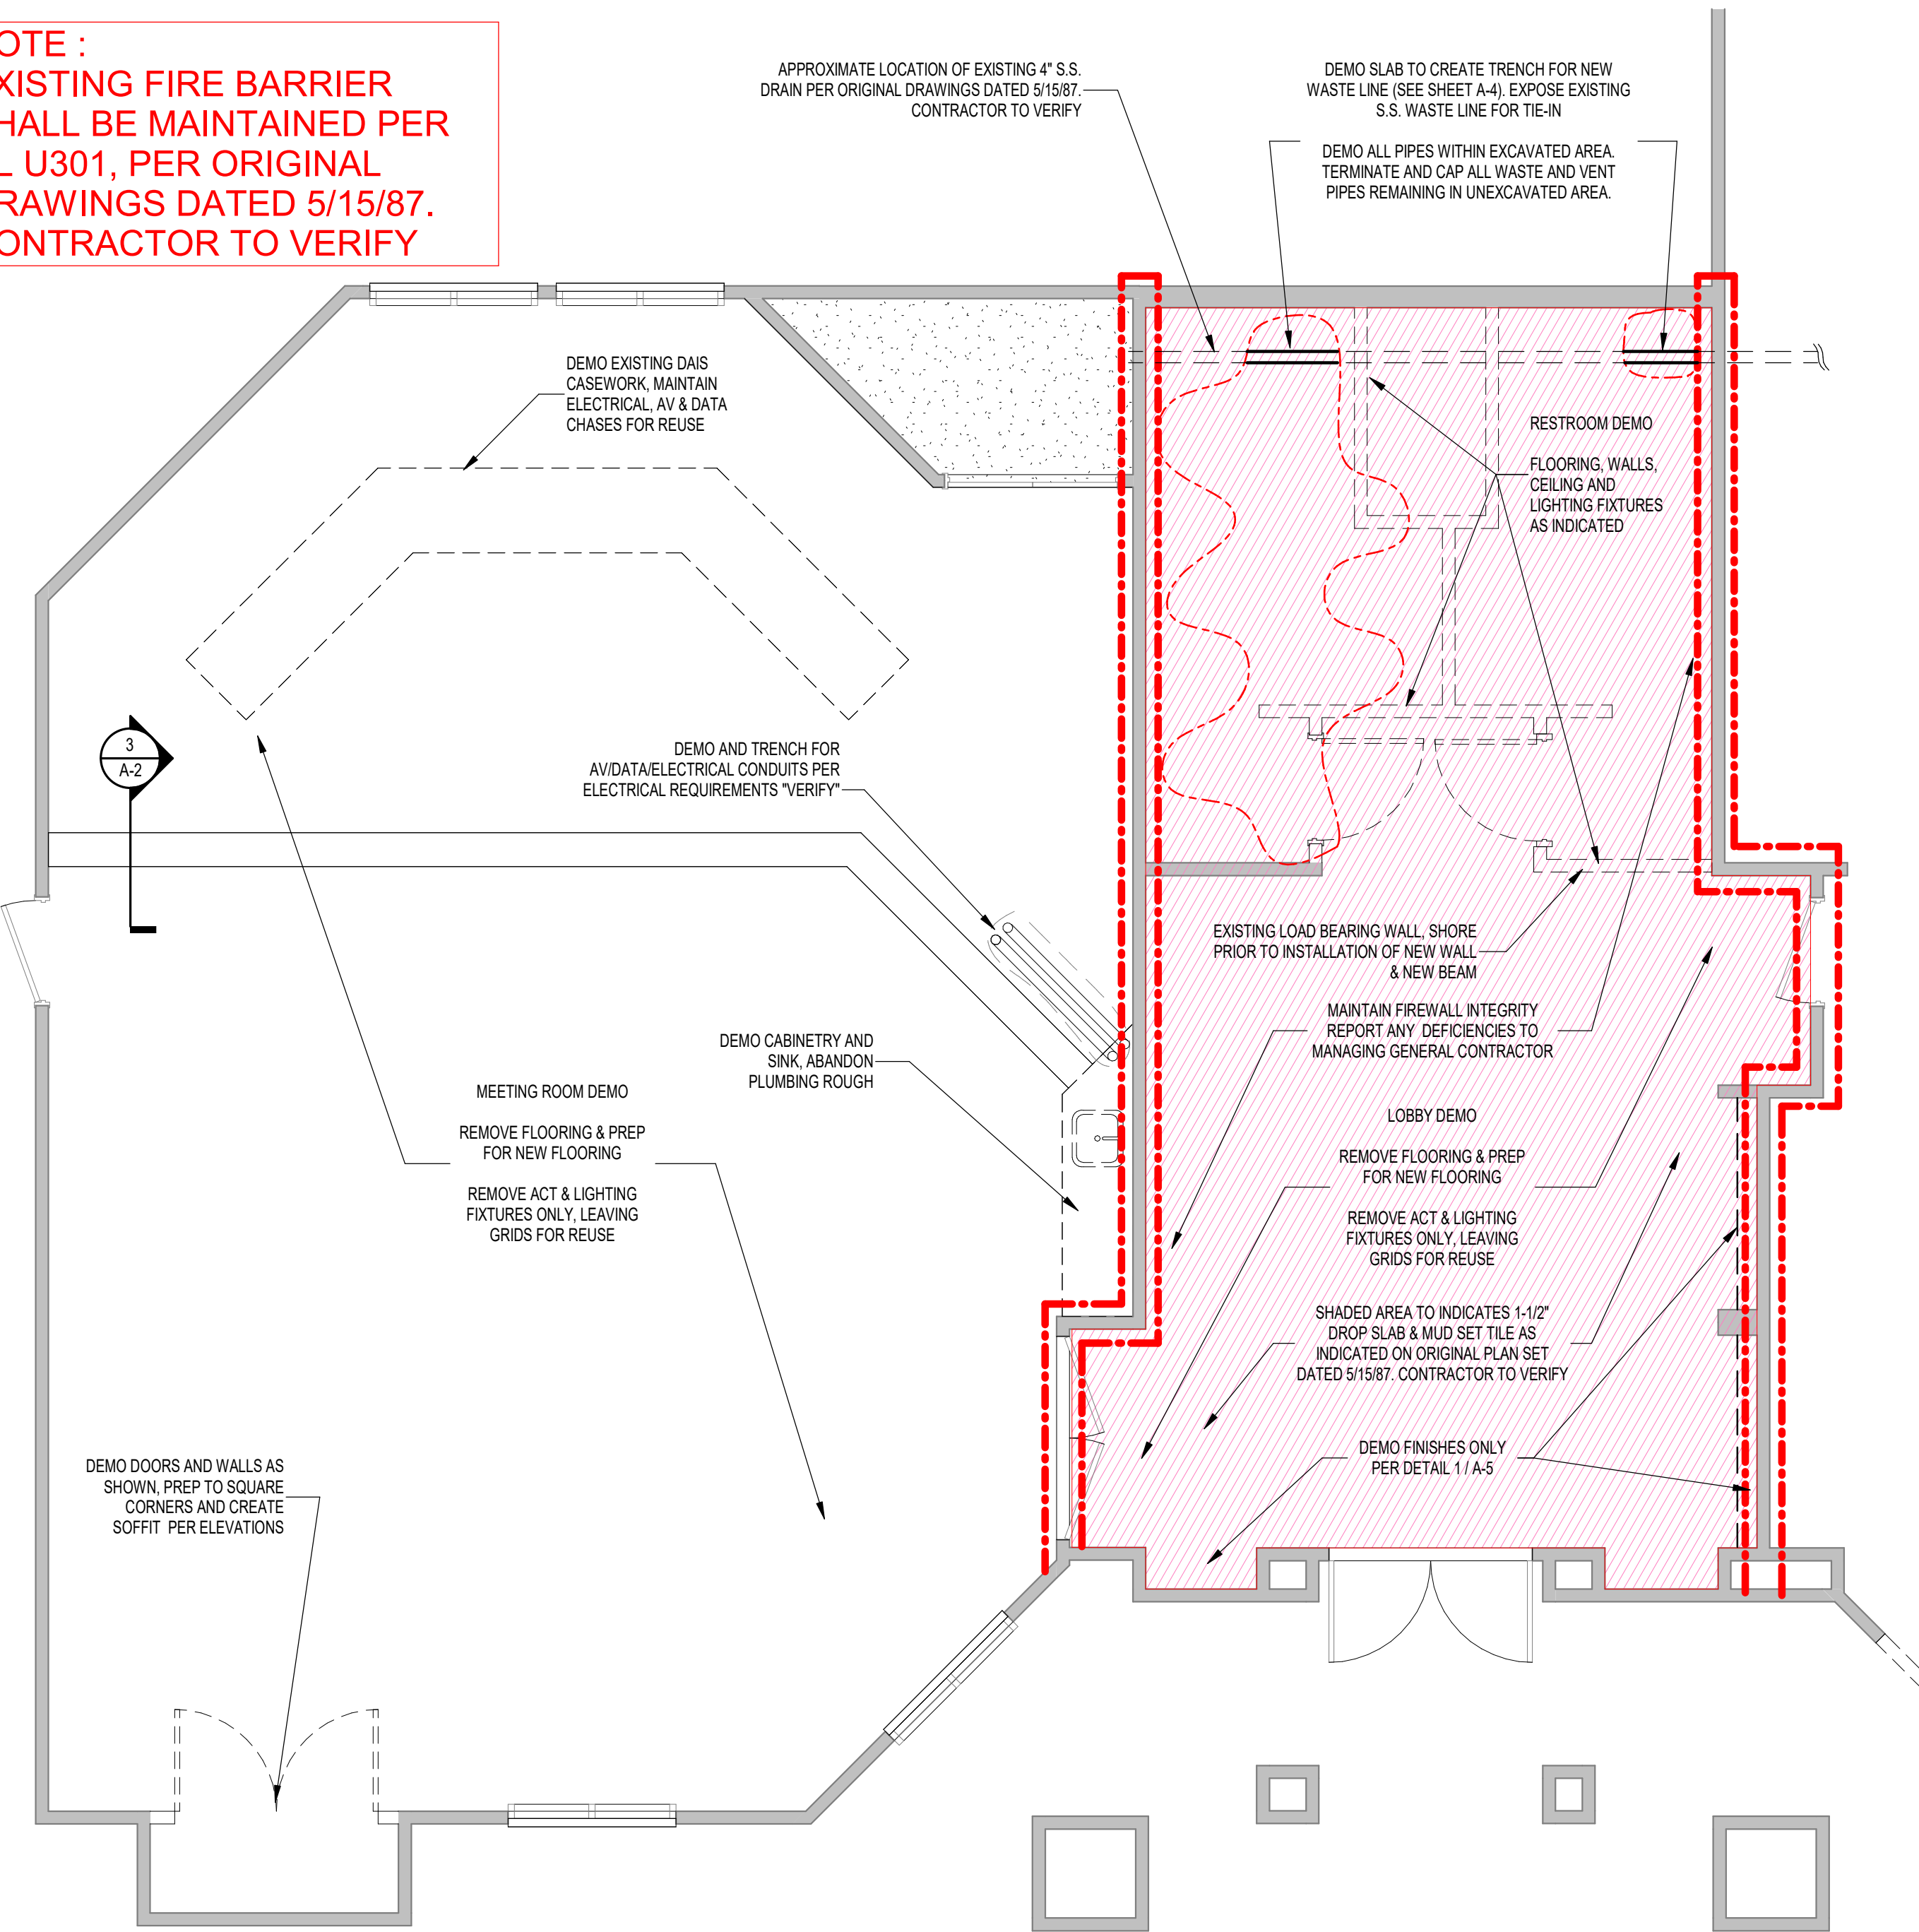 OTE :
XISTING FIRE BARRIER
HALL BE MAINTAINED PER
L U301, PER ORIGINAL
RAWINGS DATED 5/15/87.
ONTRACTOR TO VERIFY
APPROXIMATE LOCATION OF EXISTING 4" S.S.
DRAIN PER ORIGINAL DRAWINGS DATED 5/15/87.
CONTRACTOR TO VERIFY
DEMO SLAB TO CREATE TRENCH FOR NEW
WASTE LINE (SEE SHEET A-4). EXPOSE EXISTING
S.S. WASTE LINE FOR TIE-IN
DEMO ALL PIPES WITHIN EXCAVATED AREA.
TERMINATE AND CAP ALL WASTE AND VENT
PIPES REMAINING IN UNEXCAVATED AREA.
DEMO EXISTING DAIS
CASEWORK, MAINTAIN
ELECTRICAL, AV & DATA
CHASES FOR REUSE
RESTROOM DEMO
FLOORING, WALLS,
CEILING AND
LIGHTING FIXTURES
AS INDICATED
3
A-2
DEMO AND TRENCH FOR
AV/DATA/ELECTRICAL CONDUITS PER
ELECTRICAL REQUIREMENTS "VERIFY"
EXISTING LOAD BEARING WALL, SHORE
PRIOR TO INSTALLATION OF NEW WALL
& NEW BEAM
MAINTAIN FIREWALL INTEGRITY
REPORT ANY DEFICIENCIES TO
MANAGING GENERAL CONTRACTOR
DEMO CABINETRY AND
SINK, ABANDON
PLUMBING ROUGH
MEETING ROOM DEMO
REMOVE FLOORING & PREP
FOR NEW FLOORING
REMOVE ACT & LIGHTING
FIXTURES ONLY, LEAVING
GRIDS FOR REUSE
LOBBY DEMO
REMOVE FLOORING & PREP
FOR NEW FLOORING
REMOVE ACT & LIGHTING
FIXTURES ONLY, LEAVING
GRIDS FOR REUSE
SHADED AREA TO INDICATES 1-1/2"
DROP SLAB & MUD SET TILE AS
INDICATED ON ORIGINAL PLAN SET
DATED 5/15/87. CONTRACTOR TO VERIFY
DEMO FINISHES ONLY
PER DETAIL 1 / A-5
DEMO DOORS AND WALLS AS
SHOWN, PREP TO SQUARE
CORNERS AND CREATE
SOFFIT PER ELEVATIONS